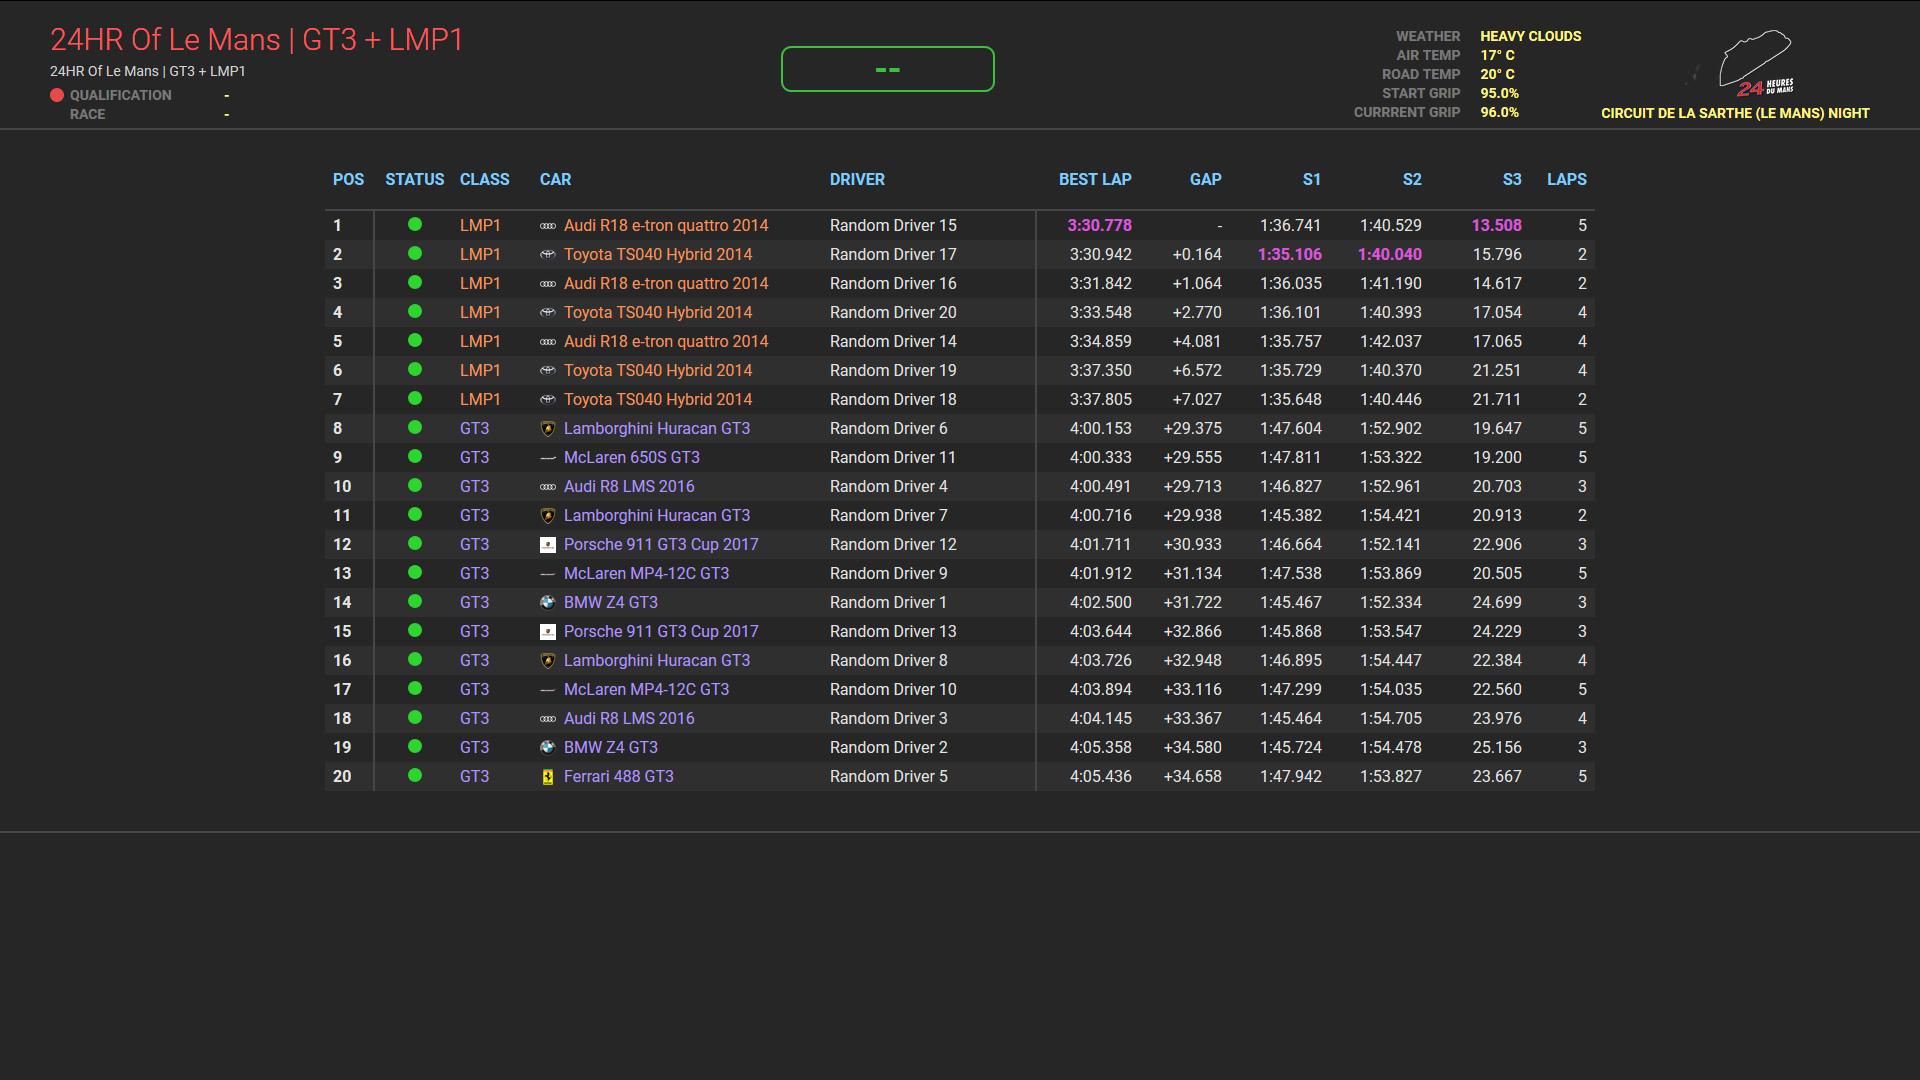 24HR Of Le Mans | GT3 + LMP1
24HR Of Le Mans | GT3 + LMP1
QUALIFICATION -
RACE -
--
WEATHER HEAVY CLOUDS
AIR TEMP 17° C
ROAD TEMP 20° C
START GRIP 95.0%
CURRRENT GRIP 96.0%
24 HEURES DU MANS
CIRCUIT DE LA SARTHE (LE MANS) NIGHT
POS STATUS CLASS CAR DRIVER BEST LAP GAP S1 S2 S3 LAPS
1 LMP1 Audi R18 e-tron quattro 2014 Random Driver 15 3:30.778 - 1:36.741 1:40.529 13.508 5
2 LMP1 Toyota TS040 Hybrid 2014 Random Driver 17 3:30.942 +0.164 1:35.106 1:40.040 15.796 2
3 LMP1 Audi R18 e-tron quattro 2014 Random Driver 16 3:31.842 +1.064 1:36.035 1:41.190 14.617 2
4 LMP1 Toyota TS040 Hybrid 2014 Random Driver 20 3:33.548 +2.770 1:36.101 1:40.393 17.054 4
5 LMP1 Audi R18 e-tron quattro 2014 Random Driver 14 3:34.859 +4.081 1:35.757 1:42.037 17.065 4
6 LMP1 Toyota TS040 Hybrid 2014 Random Driver 19 3:37.350 +6.572 1:35.729 1:40.370 21.251 4
7 LMP1 Toyota TS040 Hybrid 2014 Random Driver 18 3:37.805 +7.027 1:35.648 1:40.446 21.711 2
8 GT3 Lamborghini Huracan GT3 Random Driver 6 4:00.153 +29.375 1:47.604 1:52.902 19.647 5
9 GT3 McLaren 650S GT3 Random Driver 11 4:00.333 +29.555 1:47.811 1:53.322 19.200 5
10 GT3 Audi R8 LMS 2016 Random Driver 4 4:00.491 +29.713 1:46.827 1:52.961 20.703 3
11 GT3 Lamborghini Huracan GT3 Random Driver 7 4:00.716 +29.938 1:45.382 1:54.421 20.913 2
12 GT3 Porsche 911 GT3 Cup 2017 Random Driver 12 4:01.711 +30.933 1:46.664 1:52.141 22.906 3
13 GT3 McLaren MP4-12C GT3 Random Driver 9 4:01.912 +31.134 1:47.538 1:53.869 20.505 5
14 GT3 BMW Z4 GT3 Random Driver 1 4:02.500 +31.722 1:45.467 1:52.334 24.699 3
15 GT3 Porsche 911 GT3 Cup 2017 Random Driver 13 4:03.644 +32.866 1:45.868 1:53.547 24.229 3
16 GT3 Lamborghini Huracan GT3 Random Driver 8 4:03.726 +32.948 1:46.895 1:54.447 22.384 4
17 GT3 McLaren MP4-12C GT3 Random Driver 10 4:03.894 +33.116 1:47.299 1:54.035 22.560 5
18 GT3 Audi R8 LMS 2016 Random Driver 3 4:04.145 +33.367 1:45.464 1:54.705 23.976 4
19 GT3 BMW Z4 GT3 Random Driver 2 4:05.358 +34.580 1:45.724 1:54.478 25.156 3
20 GT3 Ferrari 488 GT3 Random Driver 5 4:05.436 +34.658 1:47.942 1:53.827 23.667 5